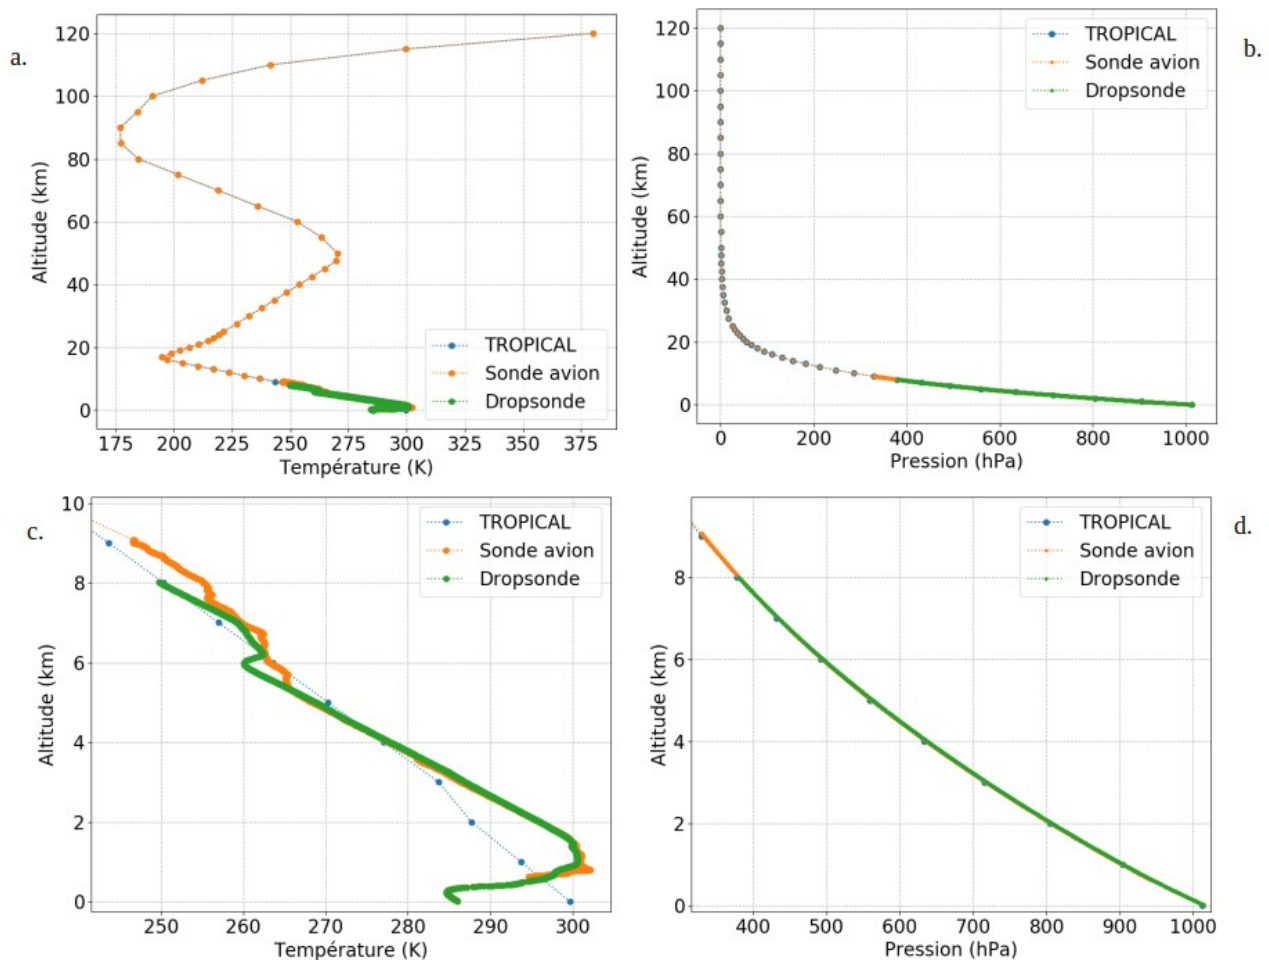 a.
Altitude (km)
120
100
80
60
40
20
0
175 200 225 250 275 300 325 350 375
Température (K)
TROPICAL
Sonde avion
Dropsonde
b.
Altitude (km)
120
100
80
60
40
20
0
0 200 400 600 800 1000
Pression (hPa)
TROPICAL
Sonde avion
Dropsonde
c.
Altitude (km)
10
8
6
4
2
0
250 260 270 280 290 300
Température (K)
TROPICAL
Sonde avion
Dropsonde
d.
Altitude (km)
8
6
4
2
0
400 500 600 700 800 900 1000
Pression (hPa)
TROPICAL
Sonde avion
Dropsonde